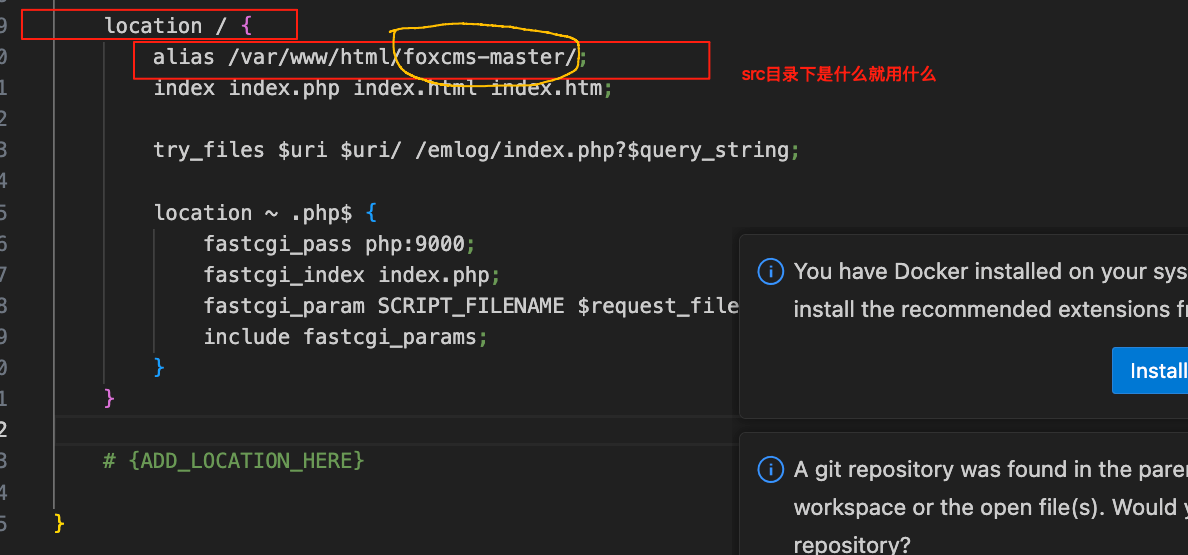 9 location / {
0 alias /var/www/html/foxcms-master/;
src目录下是什么就用什么
1 index index.php index.html index.htm;
2
3 try_files $uri $uri/ /emlog/index.php?$query_string;
4
5 location ~ .php$ {
6 fastcgi_pass php:9000;
7 fastcgi_index index.php;
8 fastcgi_param SCRIPT_FILENAME $request_file
9 include fastcgi_params;
0 }
1 }
2
3 # {ADD_LOCATION_HERE}
4
5 }
You have Docker installed on your sys
install the recommended extensions f
Install
A git repository was found in the pare
workspace or the open file(s). Would y
repository?